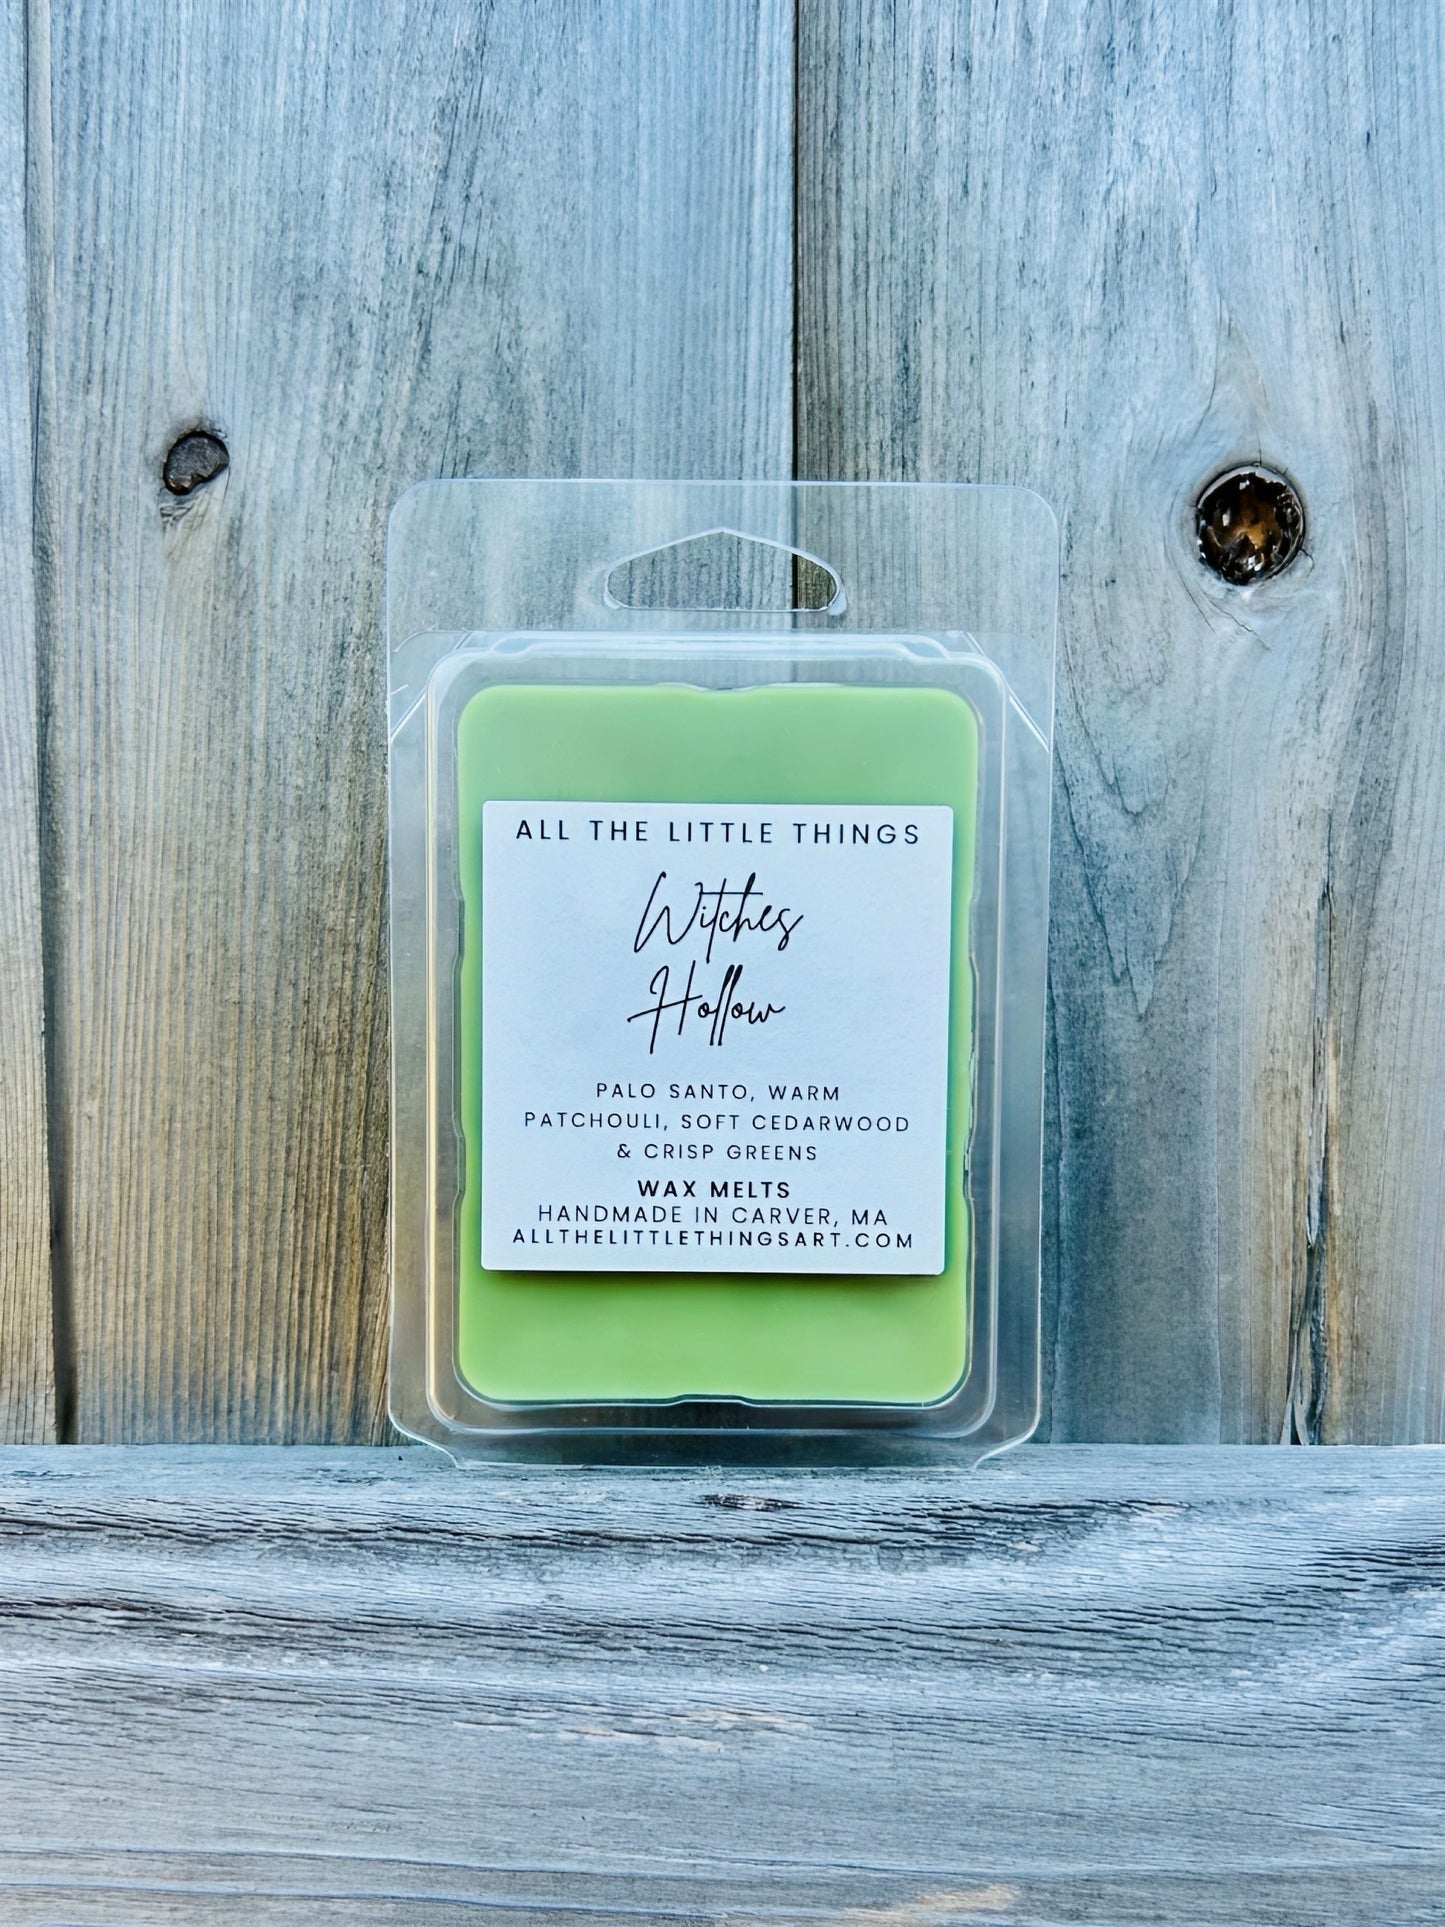 ALL THE LITTLE THINGS
Witches
Hollow
PALO SANTO, WARM
PATCHOULI, SOFT CEDARWOOD
& CRISP GREENS
WAX MELTS
HANDMADE IN CARVER, MA
ALLTHELITTLETHINGSART.COM